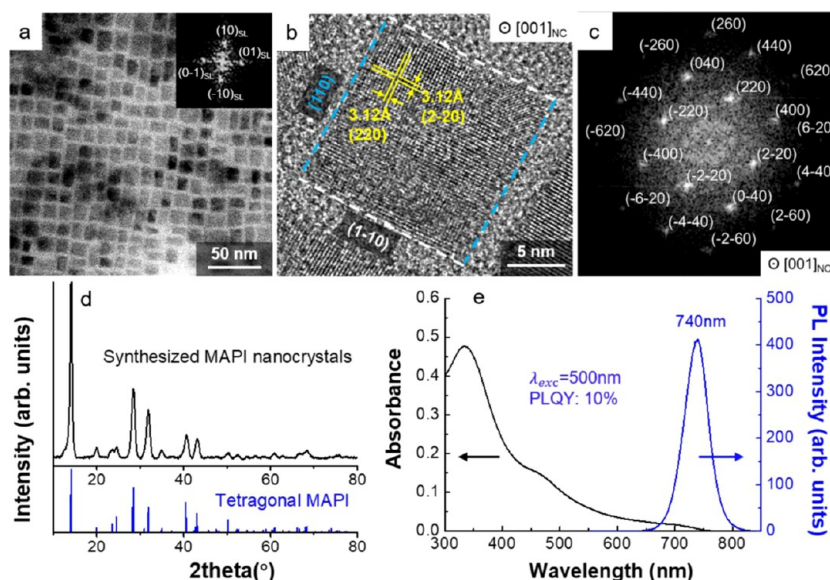 a
(10)SL
(01)SL
(0-1)SL
(-10)SL
50 nm
b
⊙ [001]NC
[110]
3.12Å
(220)
3.12Å
(2-20)
(1-10)
5 nm
c
(260)
(-260)
(440)
(040)
(620)
(-440)
(220)
(-220)
(400)
(-620)
(6-20)
(-400)
(2-20)
(4-40)
(-6-20)
(-2-20)
(0-40)
(2-60)
(-4-40)
(-2-60)
⊙ [001]NC
d
Synthesized MAPI nanocrystals
20 40 60 80
Tetragonal MAPI
20 40 60 80
Intensity (arb. units)
2theta(°)
e
0.6
0.5
0.4
0.3
0.2
0.1
0.0
Absorbance
740nm
λexc=500nm
PLQY: 10%
500
400
300
200
100
0
PL Intensity (arb. units)
300 400 500 600 700 800
Wavelength (nm)